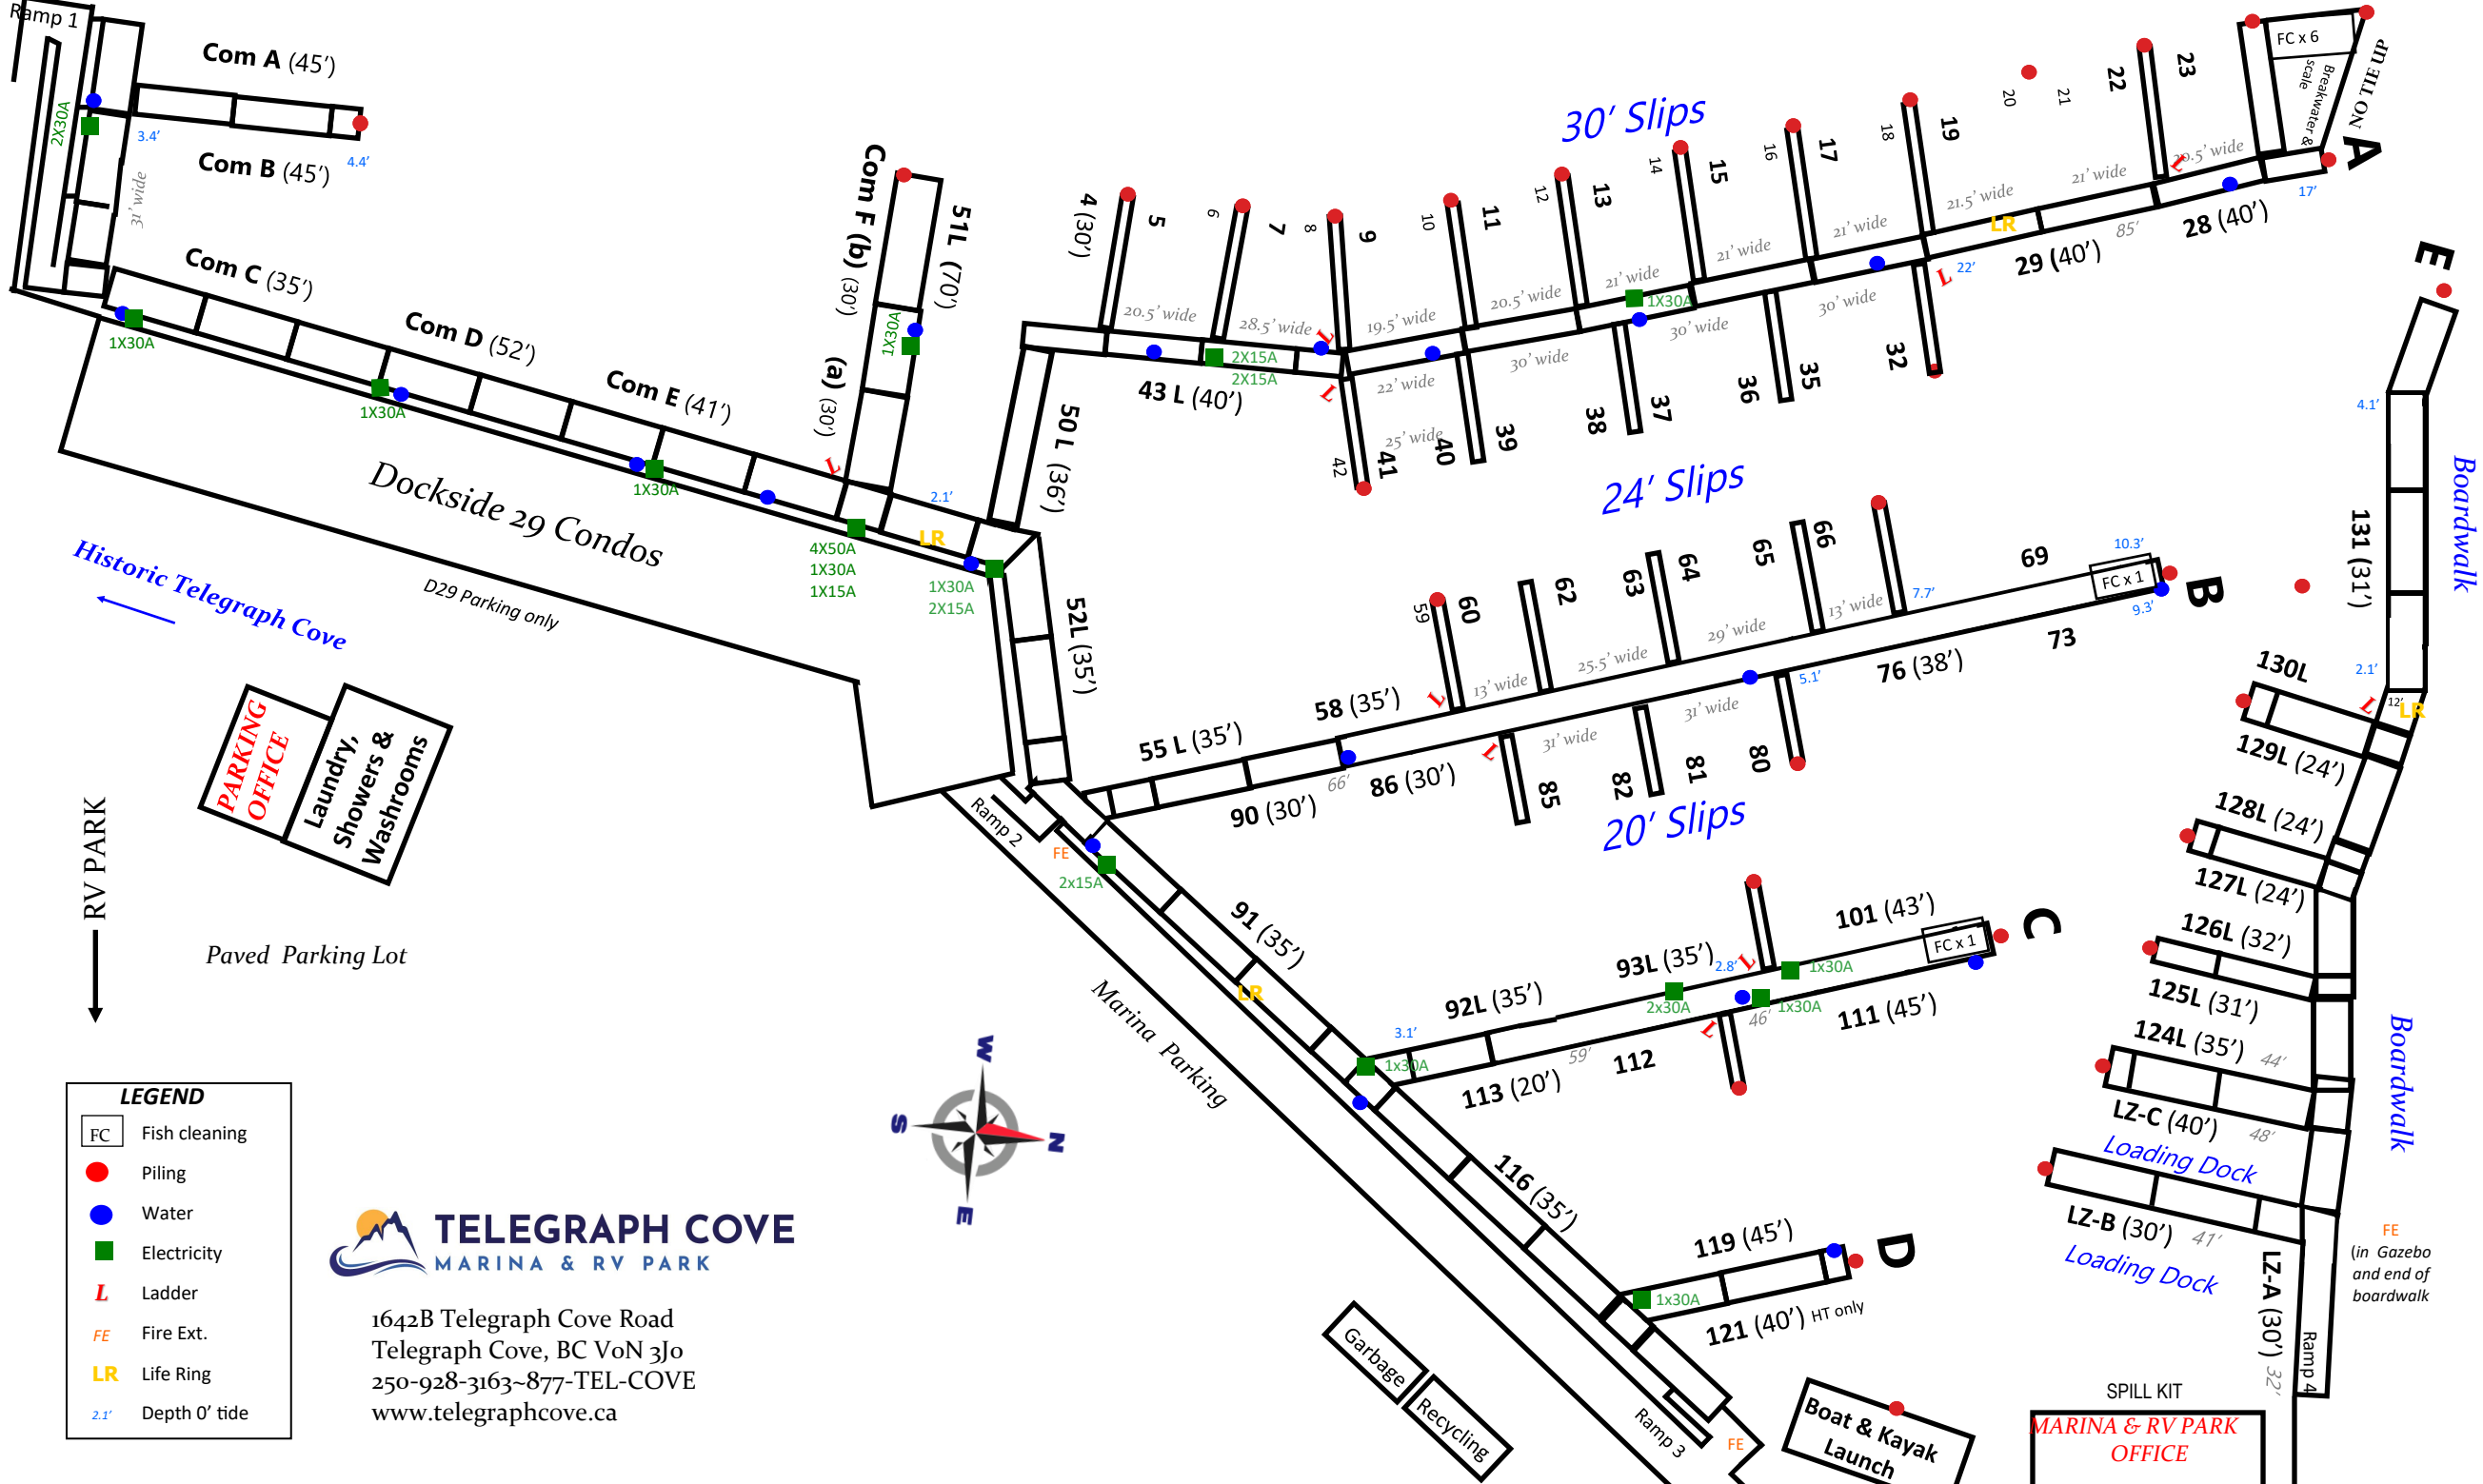 Ramp 1
Com A (45')
2X30A
3.4'
Com B (45')
4.4'
31' wide
Com C (35')
1X30A
Com D (52')
1X30A
Com E (41')
1X30A
Com F (b) (30')
(a) (30')
51L (70')
1X30A
L
2.1'
LR
4X50A
1X30A
1X15A
1X30A
2X15A
Dockside 29 Condos
D29 Parking only
Historic Telegraph Cove
PARKING
OFFICE
Laundry,
Showers &
Washrooms
RV PARK
Paved Parking Lot
30' Slips
4 (30')
5
6
7
8
9
10
11
12
13
14
15
16
17
18
19
20
21
22
23
20.5' wide
28.5' wide
L
19.5' wide
20.5' wide
21' wide
21' wide
21' wide
21.5' wide
21' wide
20.5' wide
L
FC x 6
Breakwater &
scale
NO TIE UP
A
17'
28 (40')
85'
29 (40')
LR
22'
L
32
30' wide
35
36
30' wide
1X30A
37
38
30' wide
39
40
22' wide
25' wide
41
42
L
2X15A
2X15A
43 L (40')
50 L (36')
52L (35')
24' Slips
55 L (35')
58 (35')
59
60
L
13' wide
62
25.5' wide
63
64
29' wide
65
66
13' wide
7.7'
69
10.3'
FC x 1
B
9.3'
73
76 (38')
5.1'
80
31' wide
81
82
31' wide
85
L
86 (30')
66'
90 (30')
20' Slips
Ramp 2
FE
2x15A
91 (35')
LR
Marina Parking
3.1'
1x30A
92L (35')
93L (35')
2.8'
L
2x30A
1x30A
101 (43')
FC x 1
C
111 (45')
1x30A
46'
L
112
59'
113 (20')
116 (35')
119 (45')
D
1x30A
121 (40') HT only
Ramp 3
FE
Garbage
Recycling
Boat & Kayak
Launch
E
4.1'
Boardwalk
131 (31')
2.1'
12'
LR
L
130L
129L (24')
128L (24')
127L (24')
126L (32')
125L (31')
124L (35')
44'
LZ-C (40')
48'
Loading Dock
LZ-B (30')
41'
Loading Dock
LZ-A (30')
32'
Ramp 4
Boardwalk
FE
(in Gazebo
and end of
boardwalk
SPILL KIT
MARINA & RV PARK
OFFICE
W
S
N
E
LEGEND
FC Fish cleaning
Piling
Water
Electricity
L Ladder
FE Fire Ext.
LR Life Ring
2.1' Depth 0' tide
TELEGRAPH COVE
MARINA & RV PARK
1642B Telegraph Cove Road
Telegraph Cove, BC V0N 3J0
250-928-3163~877-TEL-COVE
www.telegraphcove.ca